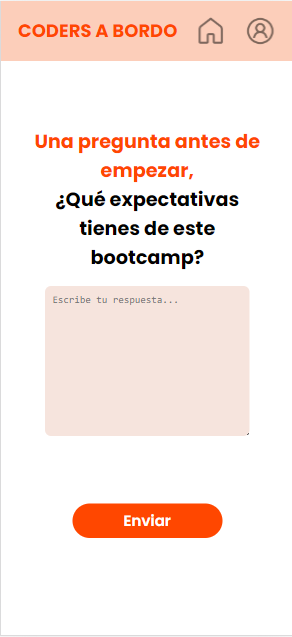 CODERS A BORDO
Una pregunta antes de
empezar,
¿Qué expectativas
tienes de este
bootcamp?
Escribe tu respuesta...
Enviar